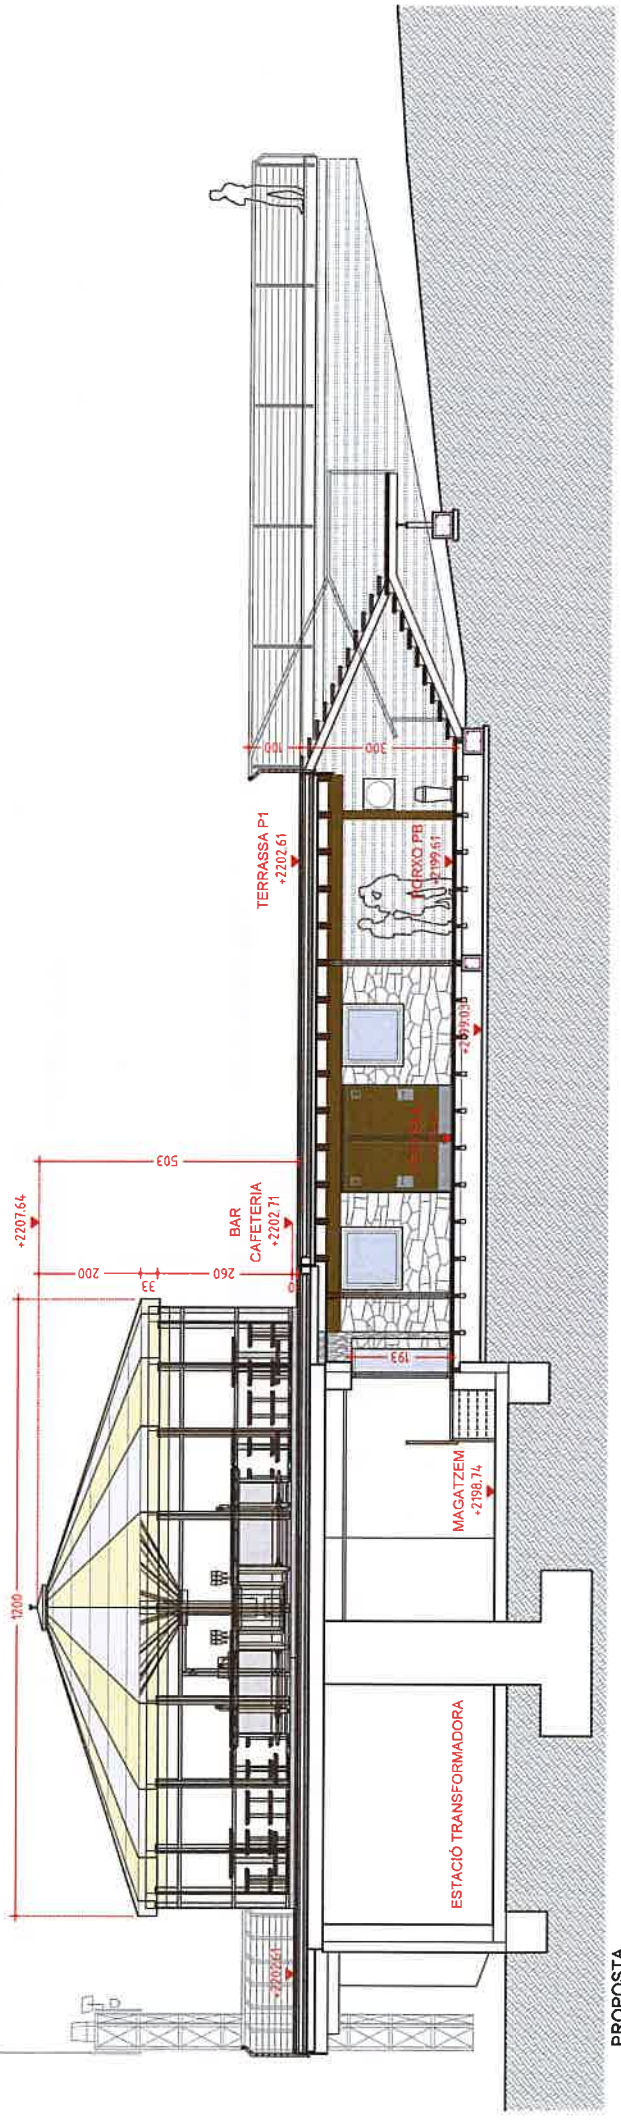 1200
+2207.64
503
200
33
260
BAR
CAFETERIA
+2202.71
TERRASSA P1
+2202.61
100
300
PORXO PB
+2199.61
+2199.03
193
MAGATZEM
+2198.74
ESTACIÓ TRANSFORMADORA
+2202.61
PROPOSTA